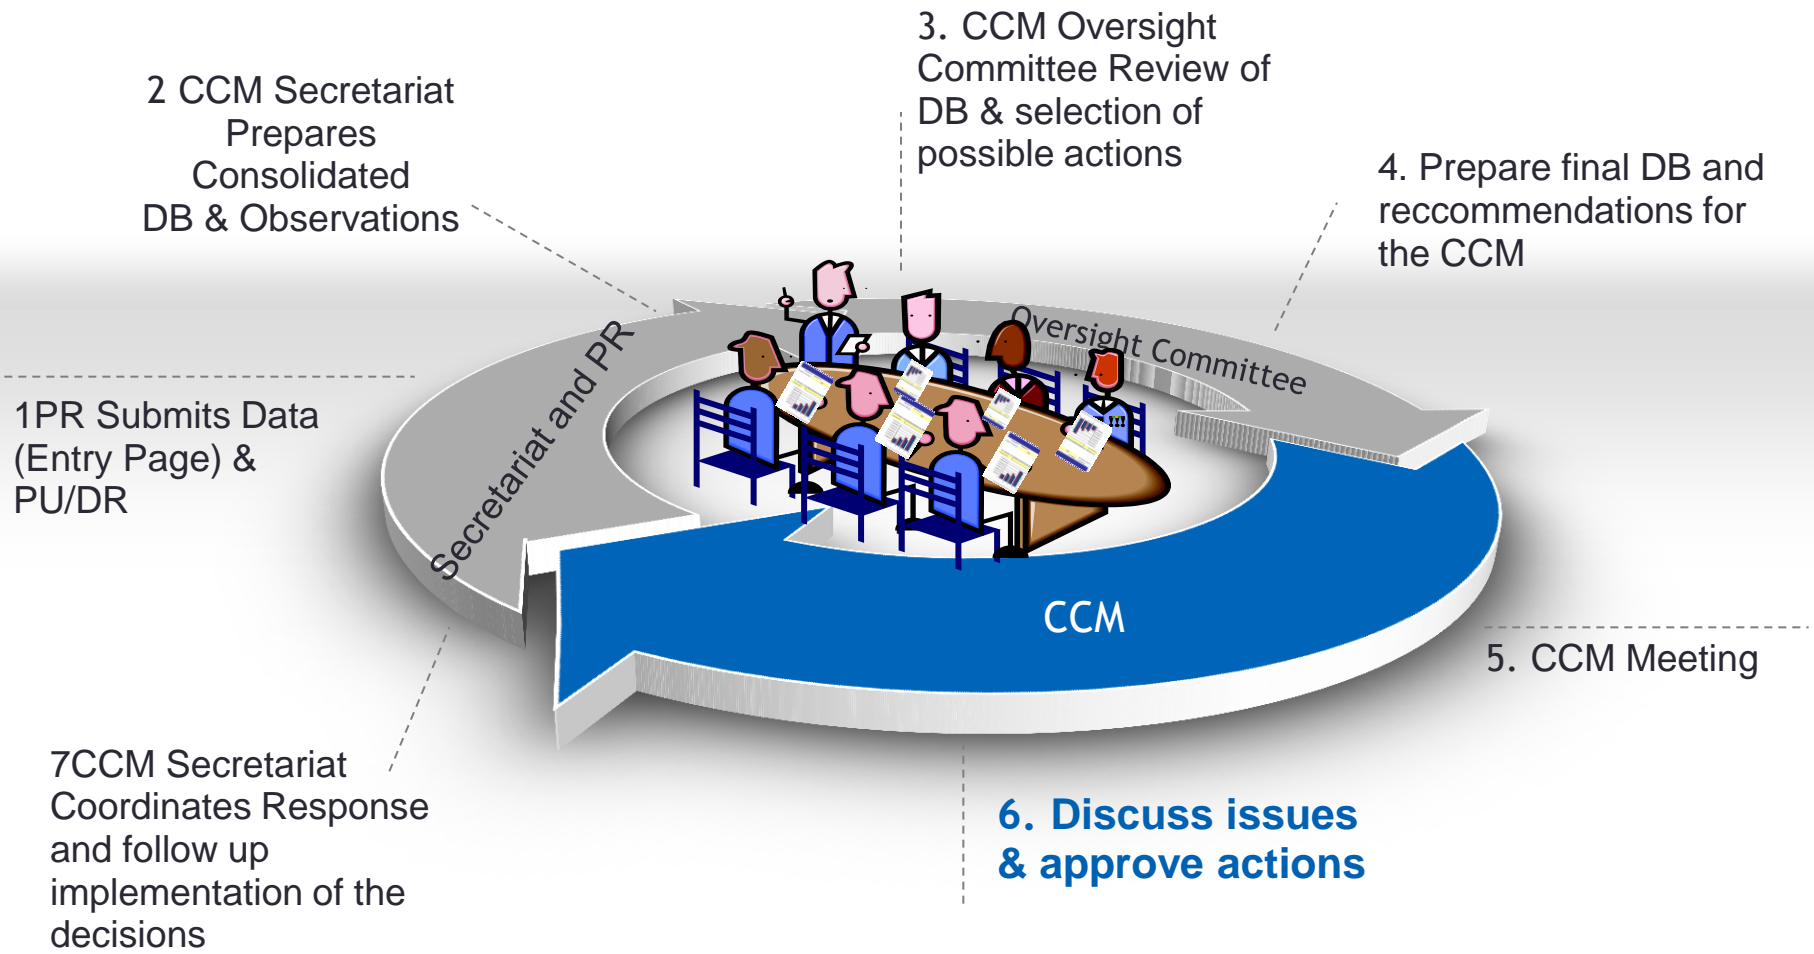 1PR Submits Data
(Entry Page) &
PU/DR
2 CCM Secretariat
Prepares
Consolidated
DB & Observations
3. CCM Oversight
Committee Review of
DB & selection of
possible actions
4. Prepare final DB and
reccommendations for
the CCM
5. CCM Meeting
6. Discuss issues
& approve actions
7CCM Secretariat
Coordinates Response
and follow up
implementation of the
decisions
Secretariat and PR
Oversight Committee
CCM